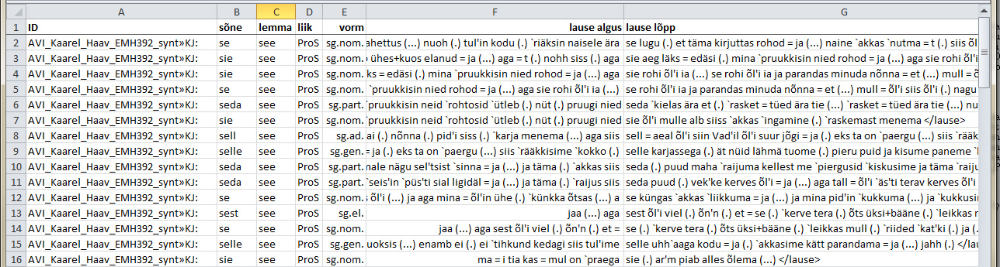 A B C D E F G
1 ID sõne lemma liik vorm lause algus lause lõpp
2 AVI_Kaarel_Haav_EMH392_synt»KJ: se see ProS sg.nom. ahettus (...) nuoh (.) tul'in kodu (.) `riäksin naisele ära se lugu (.) et täma kirjuttas rohod = ja (...) naine `akkas `nutma = t (.) siis õl
3 AVI_Kaarel_Haav_EMH392_synt»KJ: sie see ProS sg.nom. ühes+kuos elanud = ja (...) aga = t (.) nohh siss (.) aga sie aeg läks = edäsi (.) mina `pruukkisin nied rohod = ja (...) aga sie rohi õl'i
4 AVI_Kaarel_Haav_EMH392_synt»KJ: sie see ProS sg.nom. ks = edäsi (.) mina `pruukkisin nied rohod = ja (...) aga sie rohi õl'i ia (...) se rohi õl'i ia ja parandas minuda nõnna = et (...) mull = õ
5 AVI_Kaarel_Haav_EMH392_synt»KJ: se see ProS sg.nom. `pruukkisin nied rohod = ja (...) aga sie rohi õl'i ia (...) se rohi õl'i ia ja parandas minuda nõnna = et (...) mull = õl'i siis õl'i (.) nagu
6 AVI_Kaarel_Haav_EMH392_synt»KJ: seda see ProS sg.part. `pruukkisin neid `rohtosid `ütleb (.) nüt (.) pruugi nied seda `kielas ära et (.) `rasket = tüed ära tie (...) `rasket = tüed ära tie (...) nu
7 AVI_Kaarel_Haav_EMH392_synt»KJ: sie see ProS sg.nom. `pruukkisin neid `rohtosid `ütleb (.) nüt (.) pruugi nied sie õl'i mulle alb siiss `akkas `ingamine (.) `raskemast menema </lause>
8 AVI_Kaarel_Haav_EMH392_synt»KJ: sell see ProS sg.ad. ai (.) nõnna (.) pid'i siss (.) `karja menema (...) aga siis sell = aeal õl'i siin Vad'il õl'i suur jõgi = ja (.) eks ta on `paergu (...) siis `rääk
9 AVI_Kaarel_Haav_EMH392_synt»KJ: selle see ProS sg.gen. = ja (.) eks ta on `paergu (...) siis `rääkkisime `kokko (.) selle karjassega (.) ät nüid lähmä tuome (.) pieru puid ja kisume paneme `
10 AVI_Kaarel_Haav_EMH392_synt»KJ: seda see ProS sg.part. nale nägu sel'tsist `sinna = ja (...) ja täma (.) `akkas siis seda (.) puud maha `raijuma kellest me `piergusid `kiskusime ja täma `raiju
11 AVI_Kaarel_Haav_EMH392_synt»KJ: seda see ProS sg.part. `seis'in `püs'ti sial ligidäl = ja (...) ja täma (.) `raijus siis seda puud (.) vek'ke kerves õl'i = ja (...) aga tall = õl'i `äs'ti terav kerves õl'i
12 AVI_Kaarel_Haav_EMH392_synt»KJ: se see ProS sg.nom. s õl'i (...) ja aga mina = õl'in ühe (.) `künkka õtsas (...) a se küngas `akkas `liikkuma = ja (...) ja mina pid'in `kukkuma (...) ja `kukkusin
13 AVI_Kaarel_Haav_EMH392_synt»KJ: sest see ProS sg.el. jaa (...) aga sest õl'i viel (.) õn'n (.) et = se (.) `kerve tera (.) õts üksi+bääne (.) `leikkas m
14 AVI_Kaarel_Haav_EMH392_synt»KJ: se see ProS sg.nom. jaa (...) aga sest õl'i viel (.) õn'n (.) et = se (.) `kerve tera (.) õts üksi+bääne (.) `leikkas mull (.) `riided `kat'ki (.) ja (.
15 AVI_Kaarel_Haav_EMH392_synt»KJ: selle see ProS sg.gen. uoksis (...) enamb ei (.) ei `tihkund kedagi siis tul'ime selle uhh`aaga kodu = ja (.) `akkasime kätt parandama = ja (...) jahh (.) </l
16 AVI_Kaarel_Haav_EMH392_synt»KJ: sie see ProS sg.nom. ma = i tia kas = mul on `praega sie (.) ar'm piab alles õlema (...) </lause>